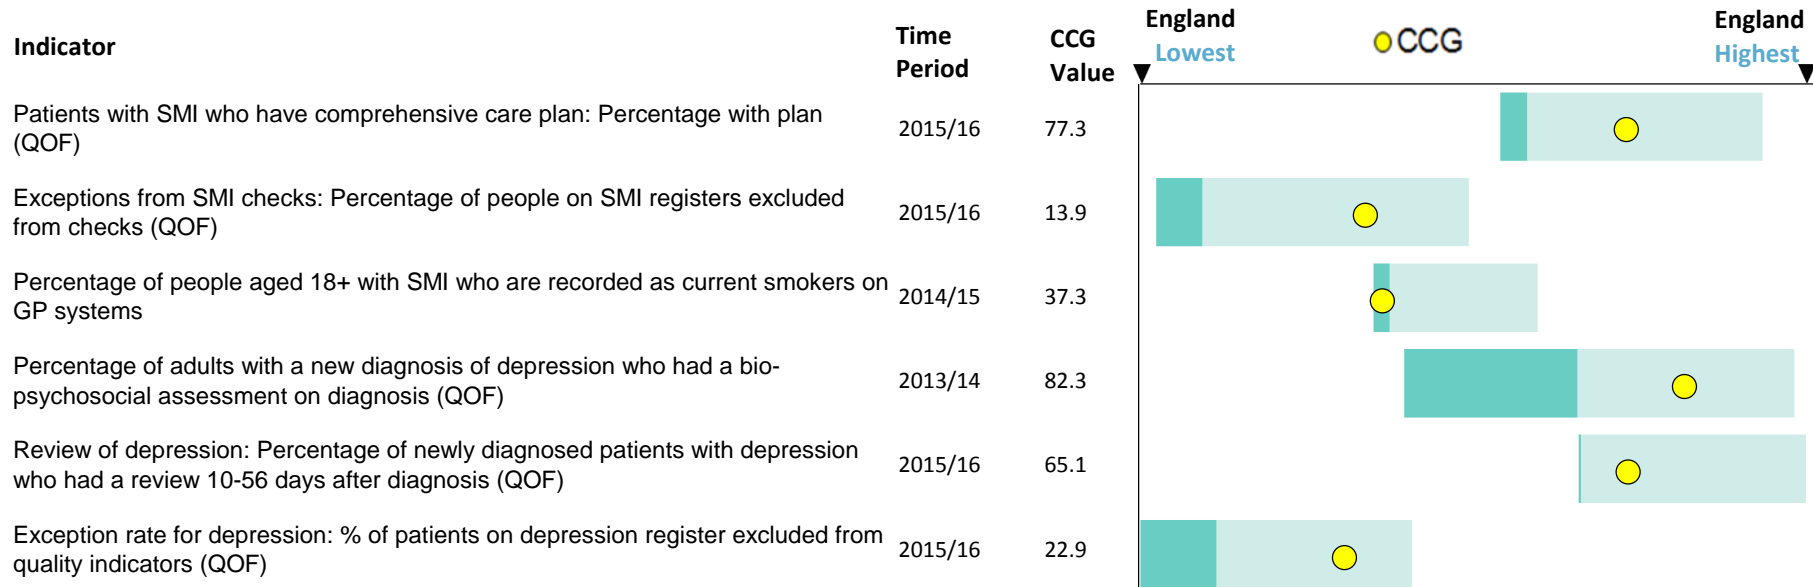 Indicator
Time
Period
CCG
Value
England
Lowest
CCG
England
Highest
Patients with SMI who have comprehensive care plan: Percentage with plan
(QOF)
2015/16
77.3
Exceptions from SMI checks: Percentage of people on SMI registers excluded
from checks (QOF)
2015/16
13.9
Percentage of people aged 18+ with SMI who are recorded as current smokers on
GP systems
2014/15
37.3
Percentage of adults with a new diagnosis of depression who had a bio-
psychosocial assessment on diagnosis (QOF)
2013/14
82.3
Review of depression: Percentage of newly diagnosed patients with depression
who had a review 10-56 days after diagnosis (QOF)
2015/16
65.1
Exception rate for depression: % of patients on depression register excluded from
quality indicators (QOF)
2015/16
22.9